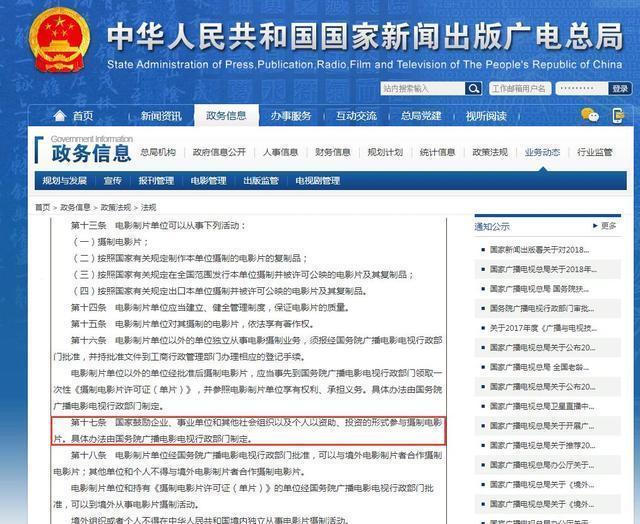 中华人民共和国国家新闻出版广电总局
State Administration of Press,Publication,Radio,Film and Television of The People's Republic of China
站内搜索
工作邮箱用户名
登录
首页 新闻资讯 政务信息 办事服务 互动交流 总局党建 视听阅读
Government Information
政务信息 总局机构 政府信息公开 人事信息 财务信息 规划计划 统计信息 政策法规 业务动态 行业监管
规划与发展 宣传 报刊管理 电影管理 出版监管 电视剧管理
首页 > 政务信息 > 政策法规 > 法规
第十三条 电影制片单位可以从事下列活动：
（一）摄制电影片；
（二）按照国家有关规定制作本单位摄制的电影片的复制品；
（三）按照国家有关规定在全国范围发行本单位摄制并被许可公映的电影片及其复制品；
（四）按照国家有关规定出口本单位摄制并被许可公映的电影片及其复制品。
第十四条 电影制片单位应当建立、健全管理制度，保证电影片的质量。
第十五条 电影制片单位对其摄制的电影片，依法享有著作权。
第十六条 电影制片单位以外的单位独立从事电影摄制业务，须报经国务院广播电影电视行政部
门批准，并持批准文件到工商行政管理部门办理相应的登记手续。
电影制片单位以外的单位经批准后摄制电影片，应当事先到国务院广播电影电视行政部门领取一
次性《摄制电影片许可证（单片）》，并参照电影制片单位享有权利、承担义务。具体办法由国务院
广播电影电视行政部门制定。
第十七条 国家鼓励企业、事业单位和其他社会组织以及个人以资助、投资的形式参与摄制电影
片。具体办法由国务院广播电影电视行政部门制定。
第十八条 电影制片单位经国务院广播电影电视行政部门批准，可以与境外电影制片者合作摄制
电影片；其他单位和个人不得与境外电影制片者合作摄制电影片。
电影制片单位和持有《摄制电影片许可证（单片）》的单位经国务院广播电影电视行政部门批
准，可以到境外从事电影片摄制活动。
境外组织或者个人不得在中华人民共和国境内独立从事电影片摄制活动。
通知公示
更多
国家新闻出版署关于对2018...
国家广播电视总局关于2018年...
国家广播电视总局 国务院扶...
国务院广播电视行政部门审批...
关于2017年度《广播与电视技...
国家广播电视总局关于公布20...
国家广播电视总局 全国老龄...
国家广播电视总局关于公布20...
国家广播电视总局卫星直播中...
国家广播电视总局关于开展广...
国家广播电视总局关于推荐20...
国家广播电视总局办公厅关于...
国家广播电视总局关于《境外...
国家广播电视总局办公厅关于...
国家广播电视总局关于《境外...